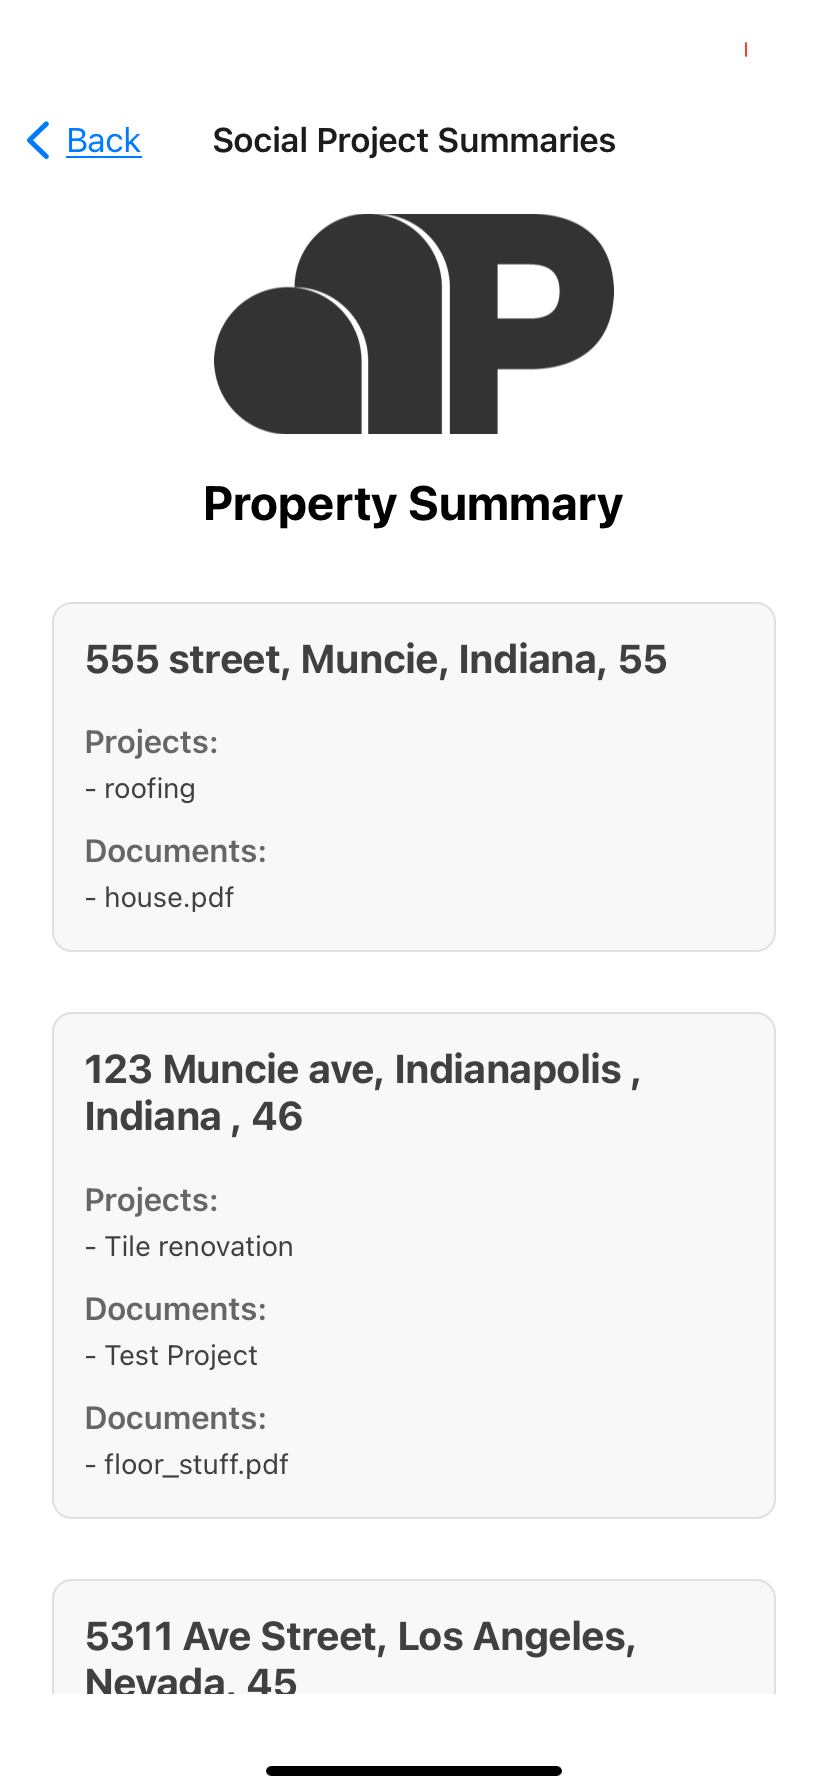 Back
Social Project Summaries
P
Property Summary
555 street, Muncie, Indiana, 55
Projects:
- roofing
Documents:
- house.pdf
123 Muncie ave, Indianapolis ,
Indiana , 46
Projects:
- Tile renovation
Documents:
- Test Project
Documents:
- floor_stuff.pdf
5311 Ave Street, Los Angeles,
Nevada, 45